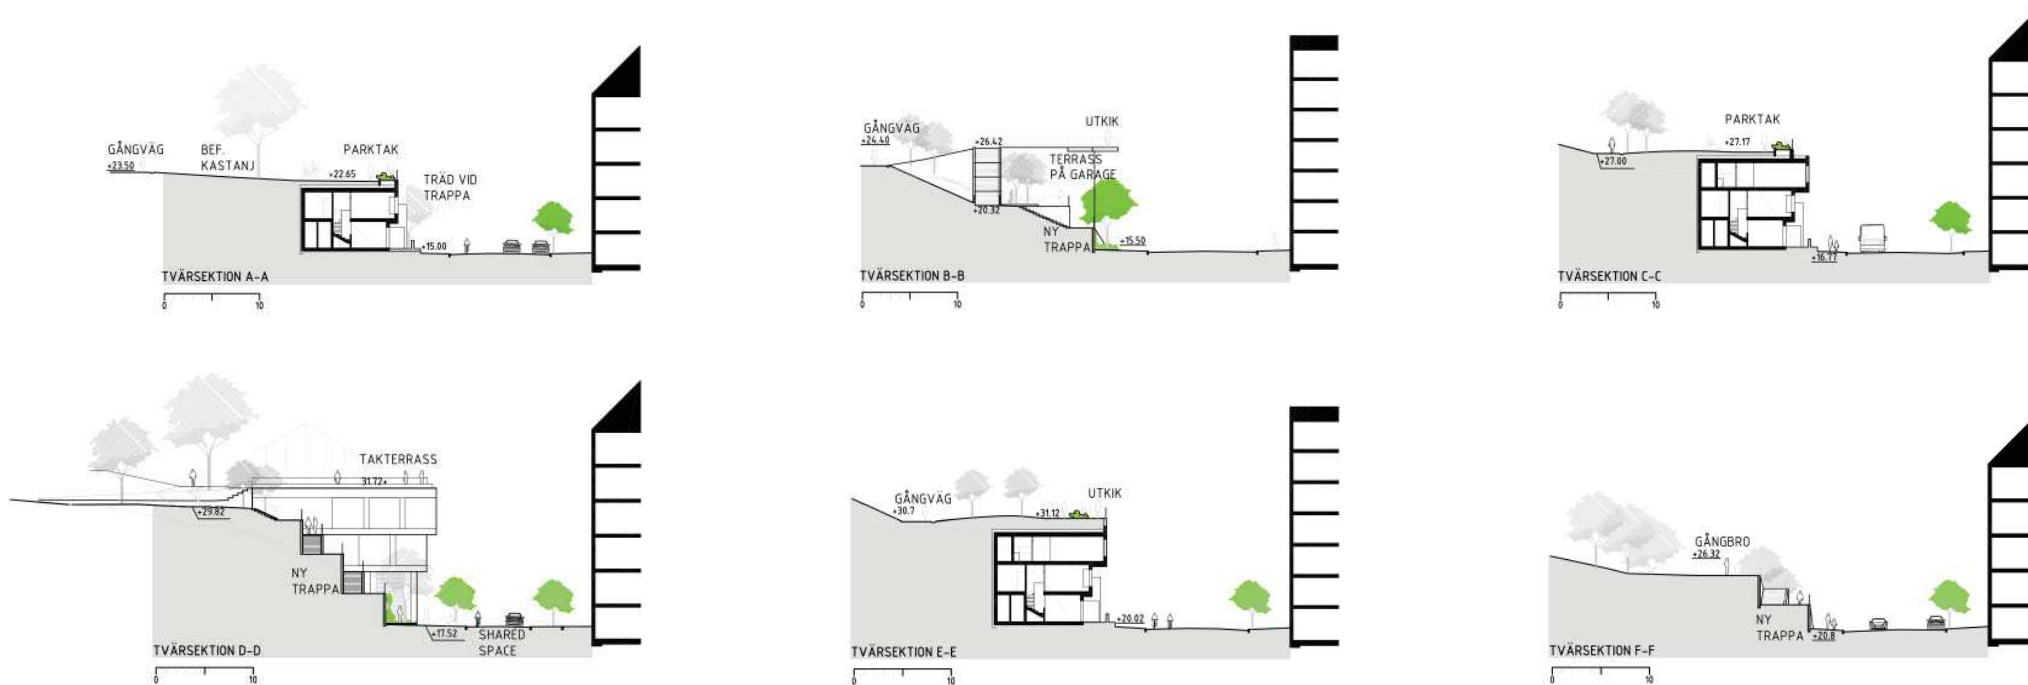 GÅNGVÄG
+23.50
BEF.
KASTANJ
PARKTAK
+22.65
TRÄD VID
TRAPPA
+15.00
TVÄRSEKTION A-A
0 10
GÅNGVÄG
+24.40
+26.42
UTKIK
TERRASS
PÅ GARAGE
+20.32
NY
TRAPPA
+15.50
TVÄRSEKTION B-B
0 10
PARKTAK
+27.17
+27.00
+16.77
TVÄRSEKTION C-C
0 10
TAKTERRASS
31.72+
+29.82
NY
TRAPPA
+17.52
SHARED
SPACE
TVÄRSEKTION D-D
0 10
GÅNGVÄG
+30.7
UTKIK
+31.12
+20.02
TVÄRSEKTION E-E
0 10
GÅNGBRO
+26.32
NY
TRAPPA
+20.8
TVÄRSEKTION F-F
0 10